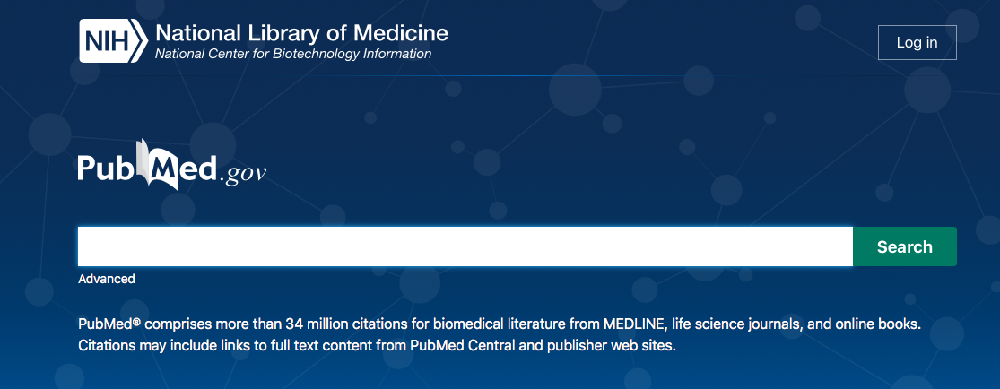 NIH National Library of Medicine
National Center for Biotechnology Information
Log in
PubMed.gov
Search
Advanced
PubMed® comprises more than 34 million citations for biomedical literature from MEDLINE, life science journals, and online books.
Citations may include links to full text content from PubMed Central and publisher web sites.